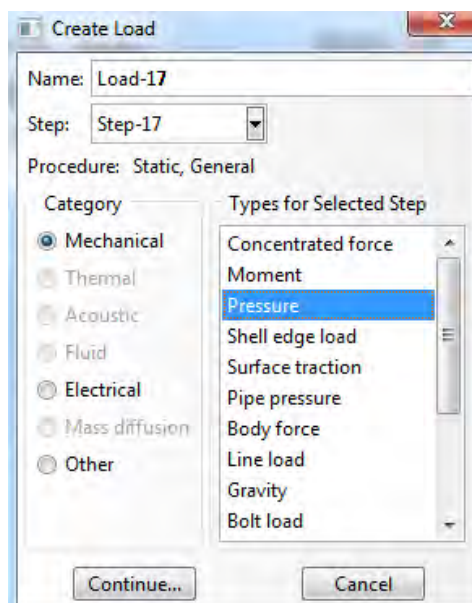 Create Load
X
Name: Load-17
Step: Step-17
Procedure: Static, General
Category
Mechanical
Thermal
Acoustic
Fluid
Electrical
Mass diffusion
Other
Types for Selected Step
Concentrated force
Moment
Pressure
Shell edge load
Surface traction
Pipe pressure
Body force
Line load
Gravity
Bolt load
Continue... Cancel